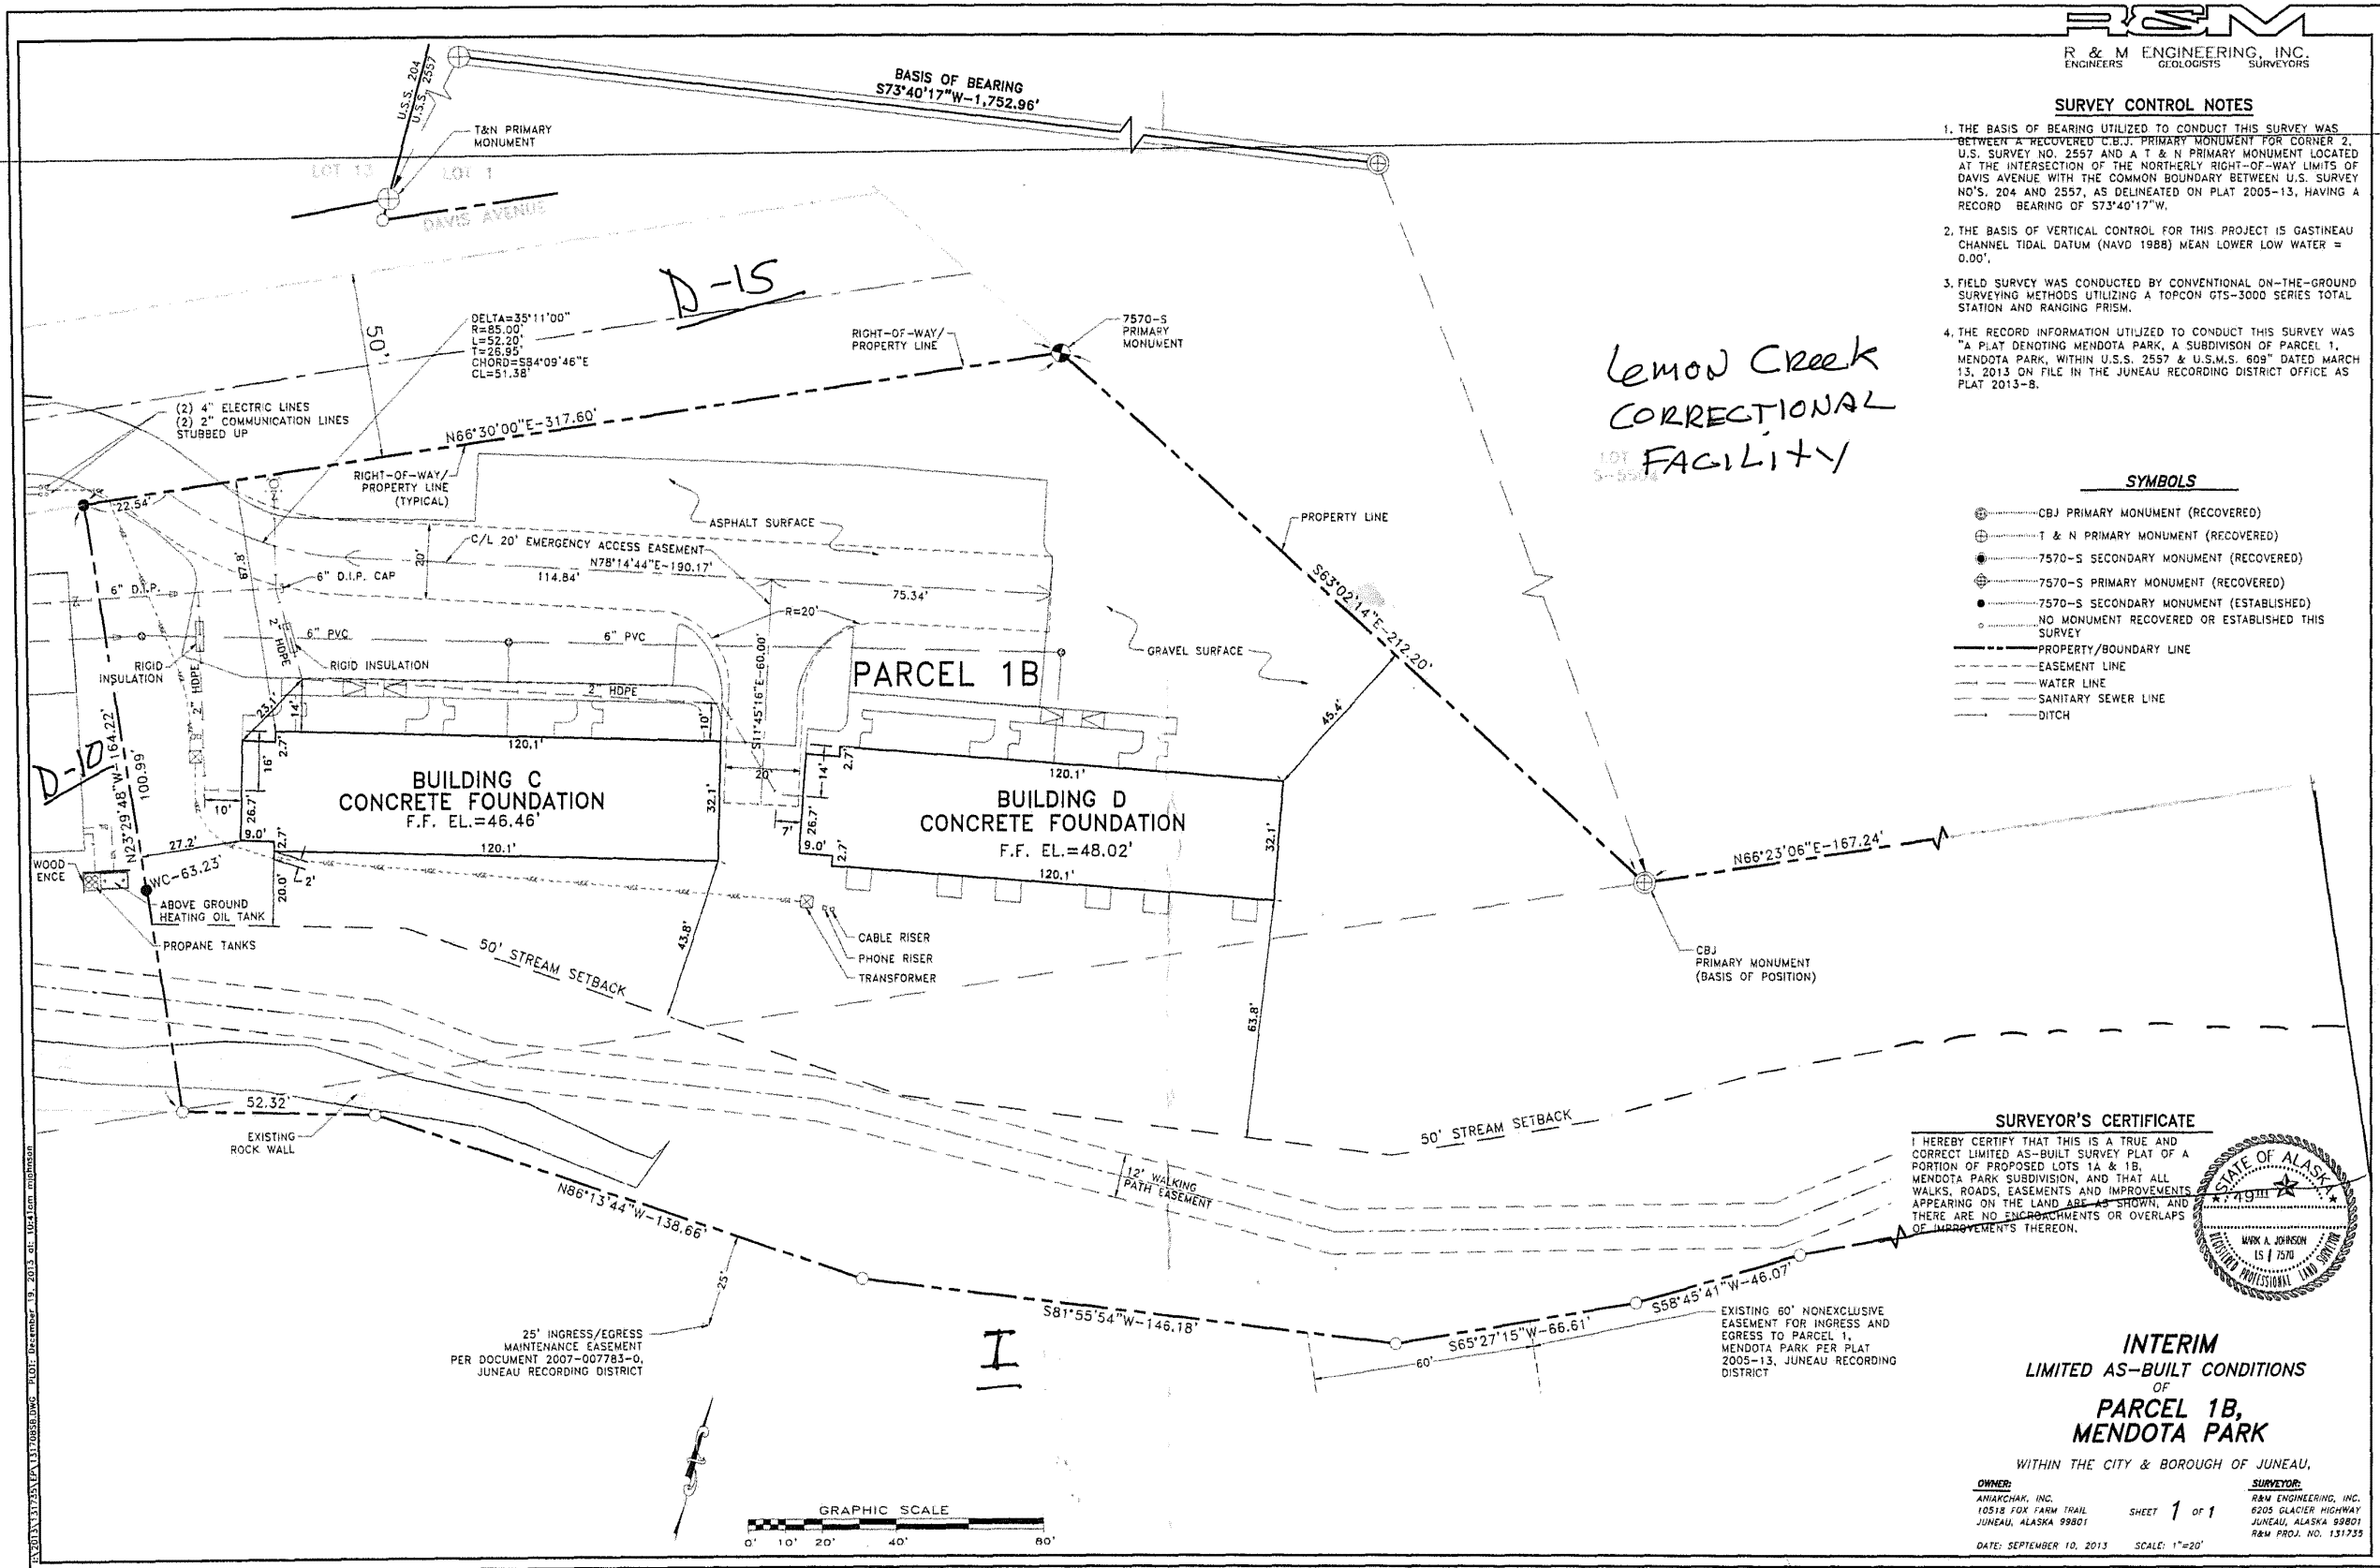 R&M
R & M ENGINEERING, INC.
ENGINEERS GEOLOGISTS SURVEYORS
SURVEY CONTROL NOTES
1. THE BASIS OF BEARING UTILIZED TO CONDUCT THIS SURVEY WAS
BETWEEN A RECOVERED C.B.J. PRIMARY MONUMENT FOR CORNER 2,
U.S. SURVEY NO. 2557 AND A T & N PRIMARY MONUMENT LOCATED
AT THE INTERSECTION OF THE NORTHERLY RIGHT-OF-WAY LIMITS OF
DAVIS AVENUE WITH THE COMMON BOUNDARY BETWEEN U.S. SURVEY
NO'S. 204 AND 2557, AS DELINEATED ON PLAT 2005-13, HAVING A
RECORD BEARING OF S73°40'17"W.
2. THE BASIS OF VERTICAL CONTROL FOR THIS PROJECT IS GASTINEAU
CHANNEL TIDAL DATUM (NAVD 1988) MEAN LOWER LOW WATER =
0.00'.
3. FIELD SURVEY WAS CONDUCTED BY CONVENTIONAL ON-THE-GROUND
SURVEYING METHODS UTILIZING A TOPCON GTS-3000 SERIES TOTAL
STATION AND RANGING PRISM.
4. THE RECORD INFORMATION UTILIZED TO CONDUCT THIS SURVEY WAS
"A PLAT DENOTING MENDOTA PARK, A SUBDIVISON OF PARCEL 1,
MENDOTA PARK, WITHIN U.S.S. 2557 & U.S.M.S. 609" DATED MARCH
13, 2013 ON FILE IN THE JUNEAU RECORDING DISTRICT OFFICE AS
PLAT 2013-8.
SYMBOLS
CBJ PRIMARY MONUMENT (RECOVERED)
T & N PRIMARY MONUMENT (RECOVERED)
7570-S SECONDARY MONUMENT (RECOVERED)
7570-S PRIMARY MONUMENT (RECOVERED)
7570-S SECONDARY MONUMENT (ESTABLISHED)
NO MONUMENT RECOVERED OR ESTABLISHED THIS
SURVEY
PROPERTY/BOUNDARY LINE
EASEMENT LINE
WATER LINE
SANITARY SEWER LINE
DITCH
BASIS OF BEARING
S73°40'17"W-1,752.96'
U.S.S. 204
U.S.S. 2557
T&N PRIMARY
MONUMENT
LOT 13
LOT 1
DAVIS AVENUE
D-15
50'
DELTA=35°11'00"
R=85.00'
L=52.20'
T=26.95'
CHORD=S84°09'46"E
CL=51.38'
RIGHT-OF-WAY/
PROPERTY LINE
7570-S
PRIMARY
MONUMENT
Lemon Creek
CORRECTIONAL
FACILITY
LOT
(2) 4" ELECTRIC LINES
(2) 2" COMMUNICATION LINES
STUBBED UP
N66°30'00"E-317.60'
RIGHT-OF-WAY/
PROPERTY LINE
(TYPICAL)
22.54'
ASPHALT SURFACE
PROPERTY LINE
C/L 20' EMERGENCY ACCESS EASEMENT
N78°14'44"E-190.17'
20'
87.8'
6" D.I.P. CAP
114.84'
75.34'
6" D.I.P.
R=20'
S63°02'14"E-212.20'
6" PVC
6" PVC
2" HDPE
RIGID
INSULATION
RIGID INSULATION
S11°45'16"E-60.00'
GRAVEL SURFACE
PARCEL 1B
2" HDPE
2" HDPE
23.1'
14'
10'
45.4'
D-10
N23°29'48"W-164.22'
100.99'
2.7'
120.1'
16'
20'
14'
2.7'
120.1'
BUILDING C
CONCRETE FOUNDATION
F.F. EL.=46.46'
32.1'
BUILDING D
CONCRETE FOUNDATION
F.F. EL.=48.02'
32.1'
10'
26.7'
9.0'
2.7'
120.1'
7'
26.7'
9.0'
2.7'
120.1'
27.2'
2'
20.0'
N66°23'06"E-167.24'
WOOD
ENCE
WC-63.23'
ABOVE GROUND
HEATING OIL TANK
PROPANE TANKS
43.8'
CABLE RISER
PHONE RISER
TRANSFORMER
50' STREAM SETBACK
CBJ
PRIMARY MONUMENT
(BASIS OF POSITION)
63.8'
52.32'
EXISTING
ROCK WALL
50' STREAM SETBACK
12' WALKING
PATH EASEMENT
N86°13'44"W-138.66'
25'
S81°55'54"W-146.18'
S65°27'15"W-66.61'
S58°45'41"W-46.07'
60'
25' INGRESS/EGRESS
MAINTENANCE EASEMENT
PER DOCUMENT 2007-007783-0,
JUNEAU RECORDING DISTRICT
I
EXISTING 60' NONEXCLUSIVE
EASEMENT FOR INGRESS AND
EGRESS TO PARCEL 1,
MENDOTA PARK PER PLAT
2005-13, JUNEAU RECORDING
DISTRICT
SURVEYOR'S CERTIFICATE
I HEREBY CERTIFY THAT THIS IS A TRUE AND
CORRECT LIMITED AS-BUILT SURVEY PLAT OF A
PORTION OF PROPOSED LOTS 1A & 1B,
MENDOTA PARK SUBDIVISION, AND THAT ALL
WALKS, ROADS, EASEMENTS AND IMPROVEMENTS
APPEARING ON THE LAND ARE AS SHOWN, AND
THERE ARE NO ENCROACHMENTS OR OVERLAPS
OF IMPROVEMENTS THEREON.
STATE OF ALASKA
49TH
MARK A. JOHNSON
LS 7570
REGISTERED PROFESSIONAL LAND SURVEYOR
GRAPHIC SCALE
0' 10' 20' 40' 80'
INTERIM
LIMITED AS-BUILT CONDITIONS
OF
PARCEL 1B,
MENDOTA PARK
WITHIN THE CITY & BOROUGH OF JUNEAU,
OWNER:
ANIAKCHAK, INC.
10518 FOX FARM TRAIL
JUNEAU, ALASKA 99801
SHEET 1 OF 1
SURVEYOR:
R&M ENGINEERING, INC.
6205 GLACIER HIGHWAY
JUNEAU, ALASKA 99801
R&M PROJ. NO. 131735
DATE: SEPTEMBER 10, 2013 SCALE: 1"=20'
PLOT: December 19, 2013 at: 10:41am mjohnson